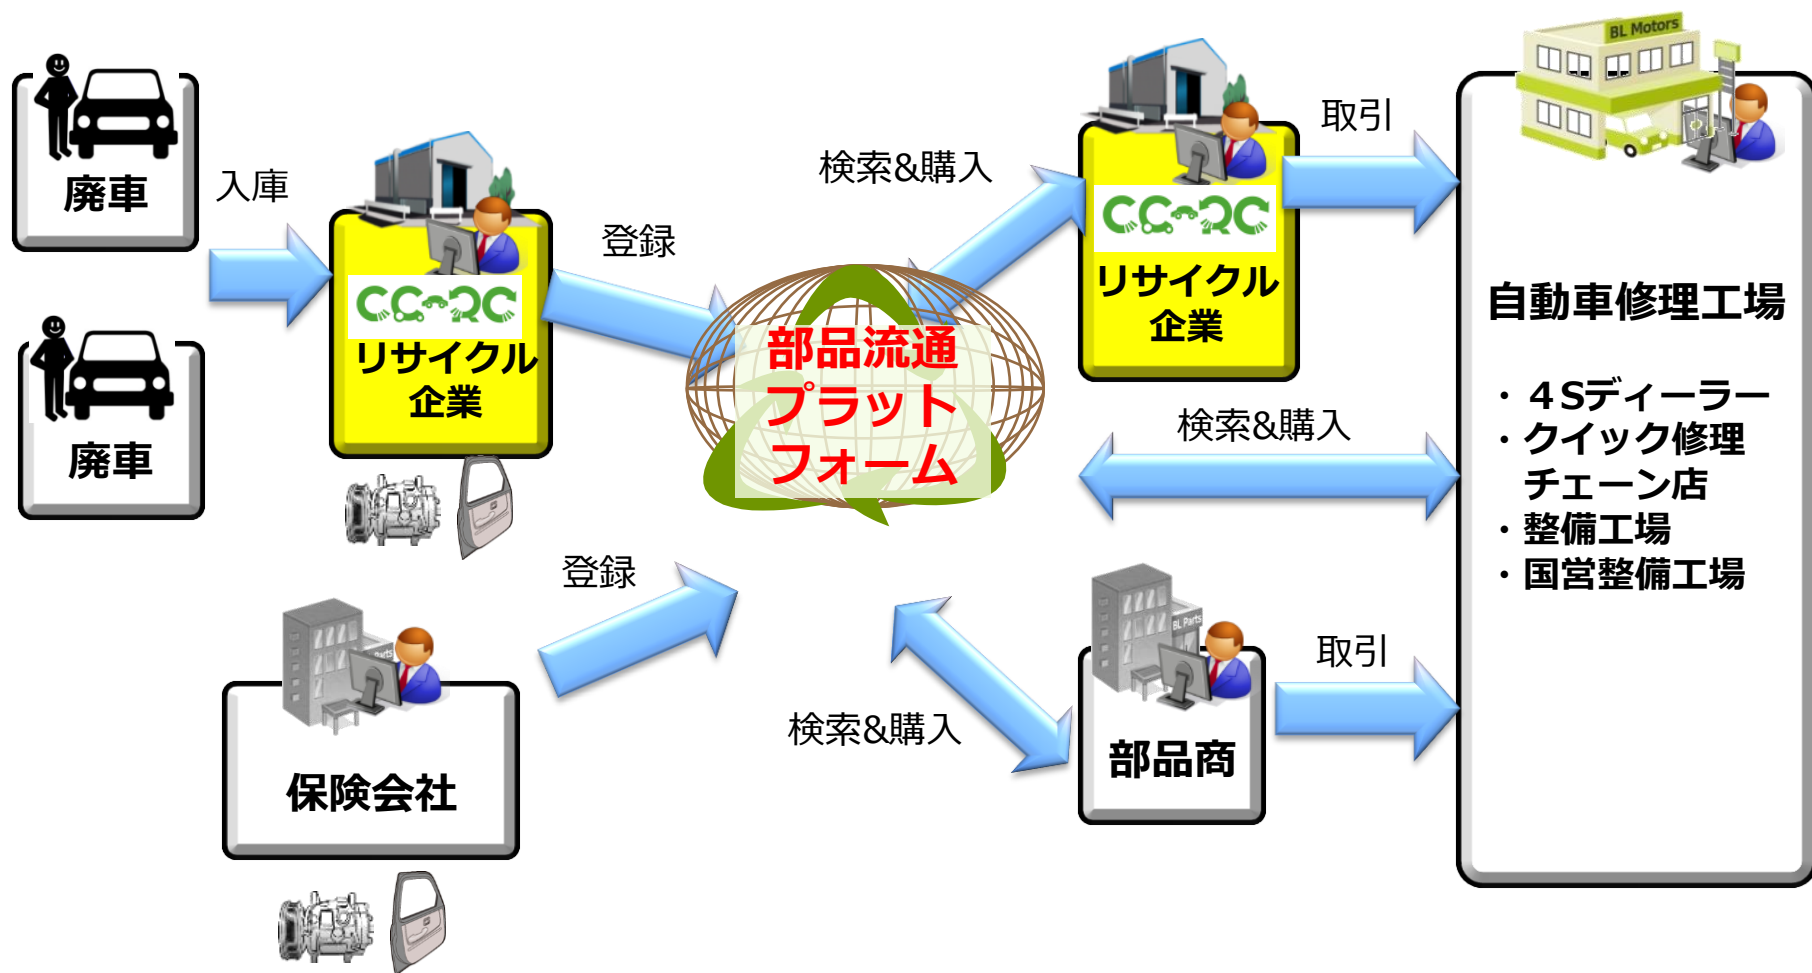 廃車
入庫
廃車
CCRC
リサイクル
企業
登録
部品流通
プラット
フォーム
登録
Parts
保険会社
検索&購入
CCRC
リサイクル
企業
取引
検索&購入
検索&購入
BL Parts
部品商
取引
BL Motors
自動車修理工場
・４Sディーラー
・クイック修理
チェーン店
・整備工場
・国営整備工場